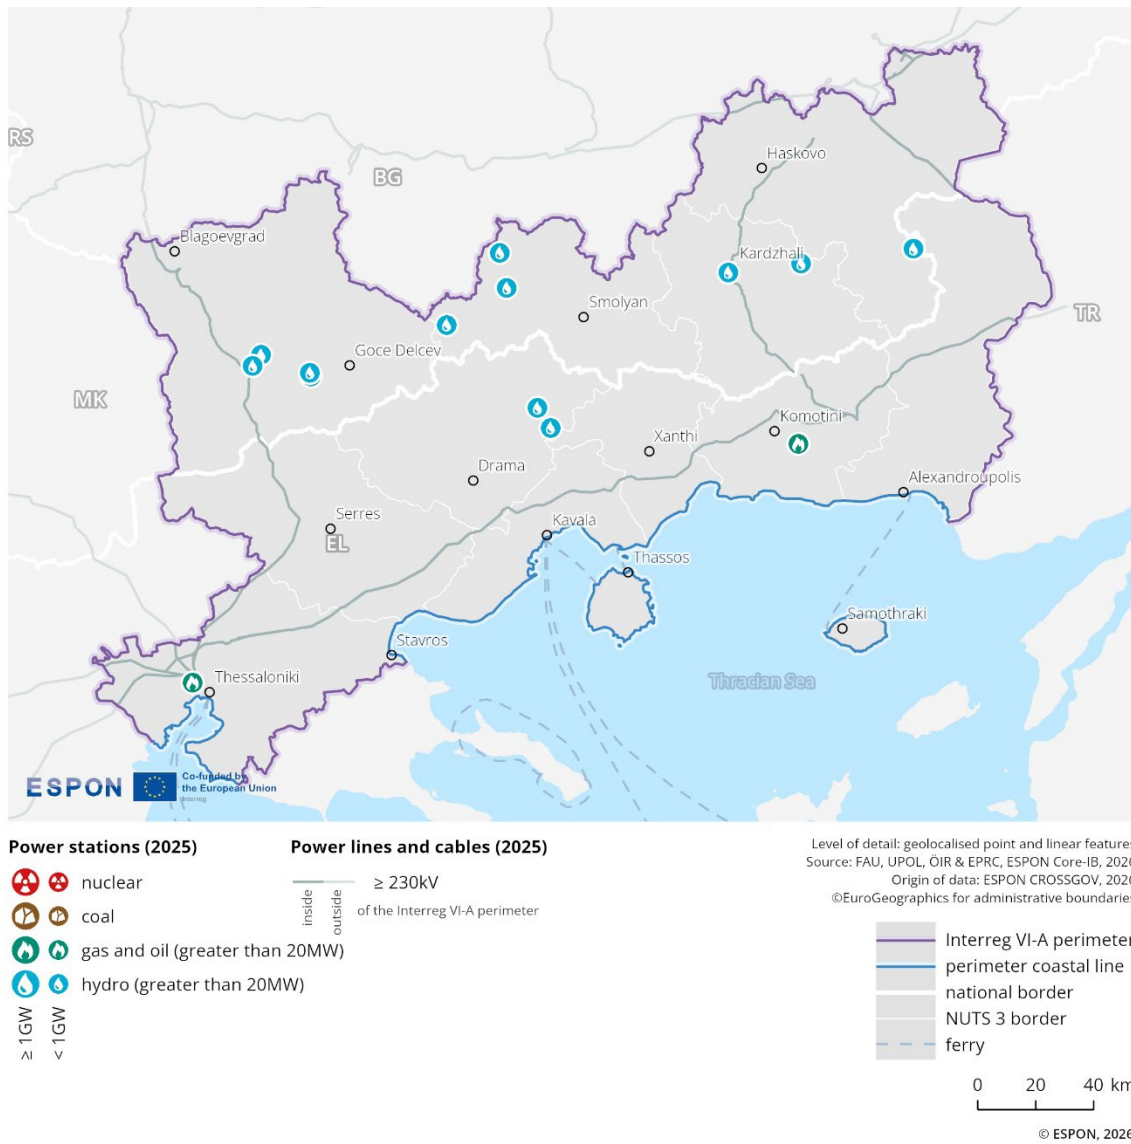 RS
BG
Haskovo
Blagoevgrad
Kardzhali
Smolyan
TR
Goce Delcev
MK
Komotini
Xanthi
Drama
Alexandroupolis
Serres
EL
Kavala
Thassos
Samothraki
Stavros
Thessaloniki
Thracian Sea
ESPON
Co-funded by
the European Union
Interreg
Power stations (2025)
nuclear
coal
gas and oil (greater than 20MW)
hydro (greater than 20MW)
≥ 1GW
< 1GW
Power lines and cables (2025)
≥ 230kV
inside
outside
of the Interreg VI-A perimeter
Level of detail: geolocalised point and linear features
Source: FAU, UPOL, ÖIR & EPRC, ESPON Core-IB, 2026
Origin of data: ESPON CROSSGOV, 2026
©EuroGeographics for administrative boundaries
Interreg VI-A perimeter
perimeter coastal line
national border
NUTS 3 border
ferry
0 20 40 km
© ESPON, 2026